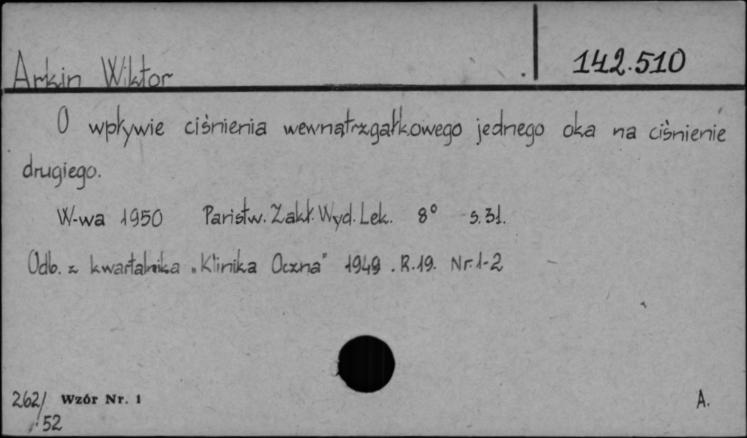 Arkin Wiktor
142.510
O wpływie ciśnienia wewnątrzgałkowego jednego oka na ciśnienie
drugiego.
W-wa 1950 Państw. Zakł. Wyd. Lek. 8° s. 31.
Odb. z kwartalnika "Klinika Oczna" 1949. R.19. Nr.1-2
262/52 Wzór Nr. 1
A.